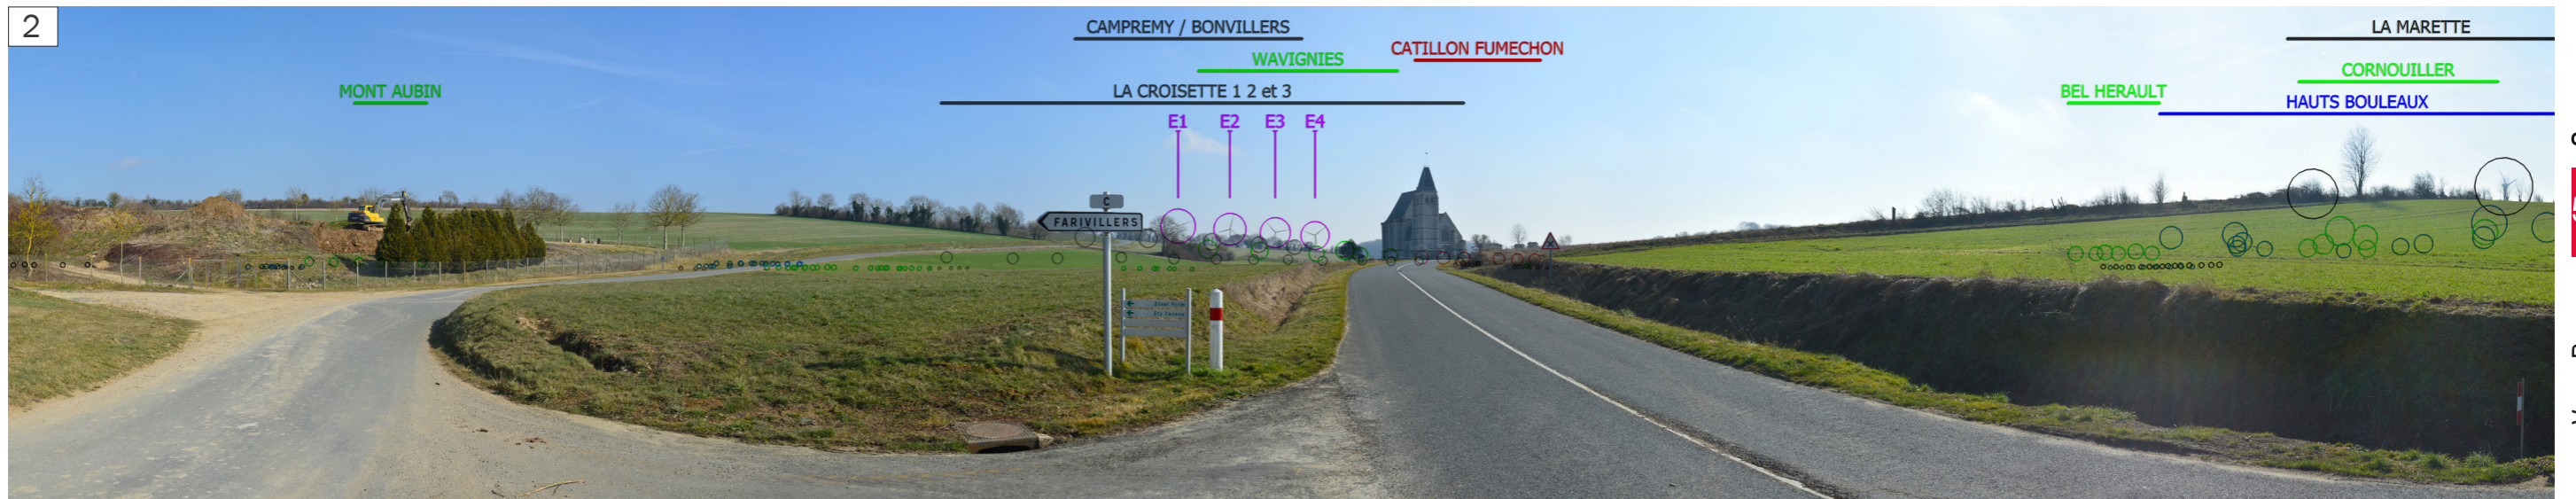 2
CAMPREMY / BONVILLERS
LA MARETTE
CATILLON FUMECHON
WAVIGNIES
CORNOUILLER
MONT AUBIN
LA CROISETTE 1 2 et 3
BEL HERAULT
HAUTS BOULEAUX
E1 E2 E3 E4
C
FARIVILLERS